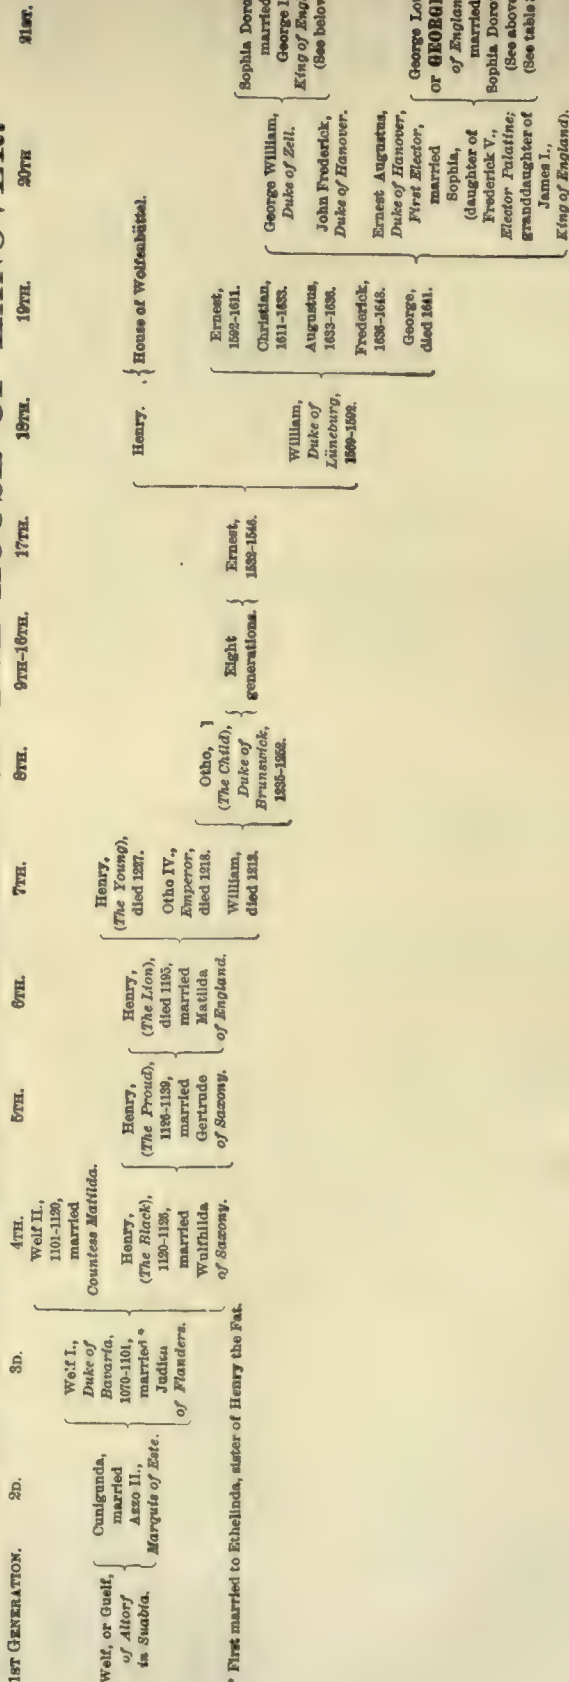 1ST GENERATION.
Welf, or Guelf,
of Altorf
in Suabia.
2D.
Cunigunda,
married
Azzo II.,
Marquis of Este.
3D.
Welf I.,
Duke of
Bavaria,
1070-1101,
married *
Judith
of Flanders.
4TH.
Welf II.,
1101-1120,
married
Countess Matilda.
Henry,
(The Black),
1120-1126,
married
Wulfhilda
of Saxony.
5TH.
Henry,
(The Proud),
1126-1139,
married
Gertrude
of Saxony.
6TH.
Henry,
(The Lion),
died 1195,
married
Matilda
of England.
7TH.
Henry,
(The Young),
died 1227.
Otho IV.,
Emperor,
died 1218.
William,
died 1213.
8TH.
Otho,
(The Child),
Duke of
Brunswick,
1235-1252.
9TH-16TH.
Eight
generations.
17TH.
Ernest,
1532-1546.
18TH.
Henry.
William,
Duke of
Lüneburg,
1569-1592.
19TH.
House of Wolfenbüttel.
Ernest,
1592-1611.
Christian,
1611-1633.
Augustus,
1633-1636.
Frederick,
1636-1648.
George,
died 1641.
20TH
George William,
Duke of Zell.
John Frederick,
Duke of Hanover.
Ernest Augustus,
Duke of Hanover,
First Elector,
married
Sophia,
(daughter of
Frederick V.,
Elector Palatine;
granddaughter of
James I.,
King of England).
21ST.
Sophia Doro
married
George I
King of Eng
(See below
George Lou
or GEORGE
of Englan
married
Sophia Doro
(See above
(See table
* First married to Ethelinda, sister of Henry the Fat.